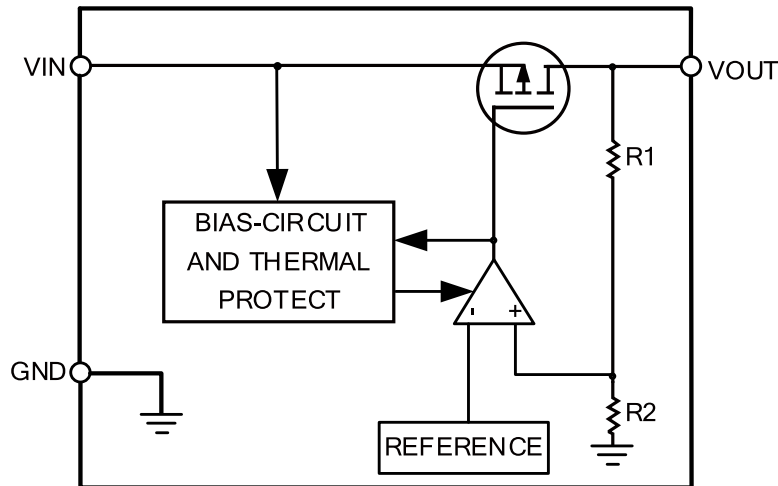 VIN
VOUT
R1
BIAS-CIRCUIT
AND THERMAL
PROTECT
- +
GND
R2
REFERENCE